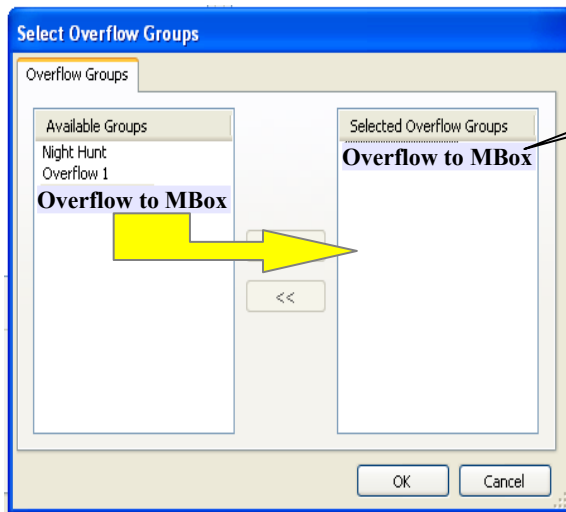 Select Overflow Groups
Overflow Groups
Available Groups
Night Hunt
Overflow 1
Overflow to MBox
Selected Overflow Groups
Overflow to MBox
<<
OK
Cancel